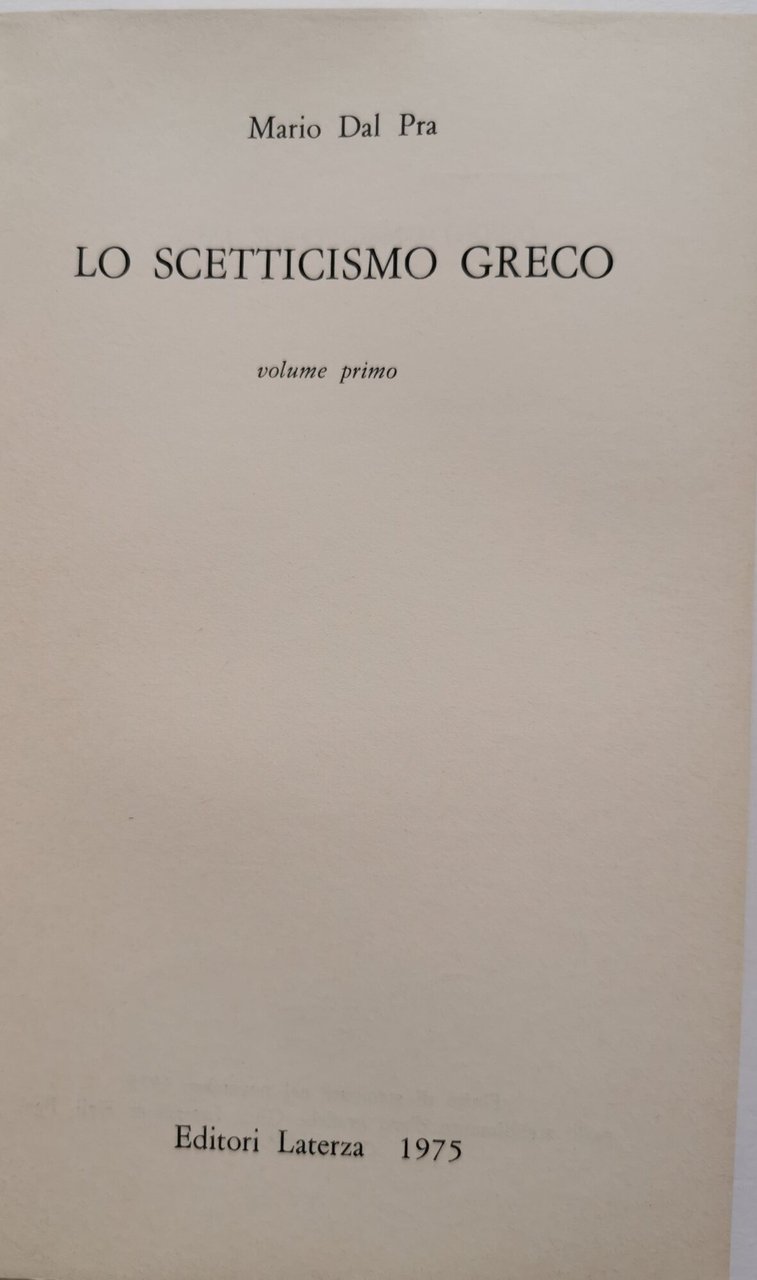 Mario Dal Pra
LO SCETTICISMO GRECO
volume primo
Editori Laterza 1975